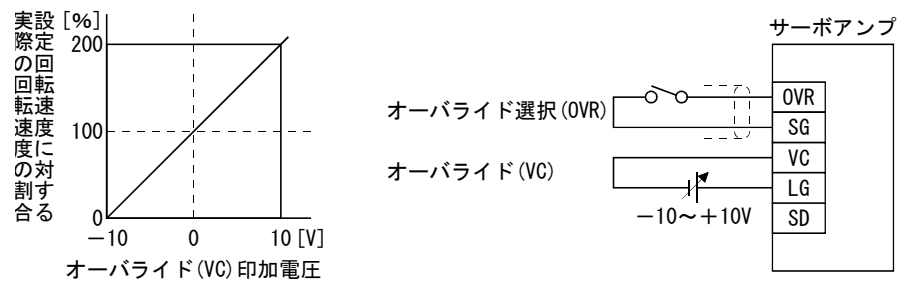 実際の回転速度の割合
設定回転速度に対する
[%]
200
100
0
−10 0 10 [V]
オーバライド(VC)印加電圧
サーボアンプ
オーバライド選択(OVR)
オーバライド(VC)
−10～+10V
OVR
SG
VC
LG
SD